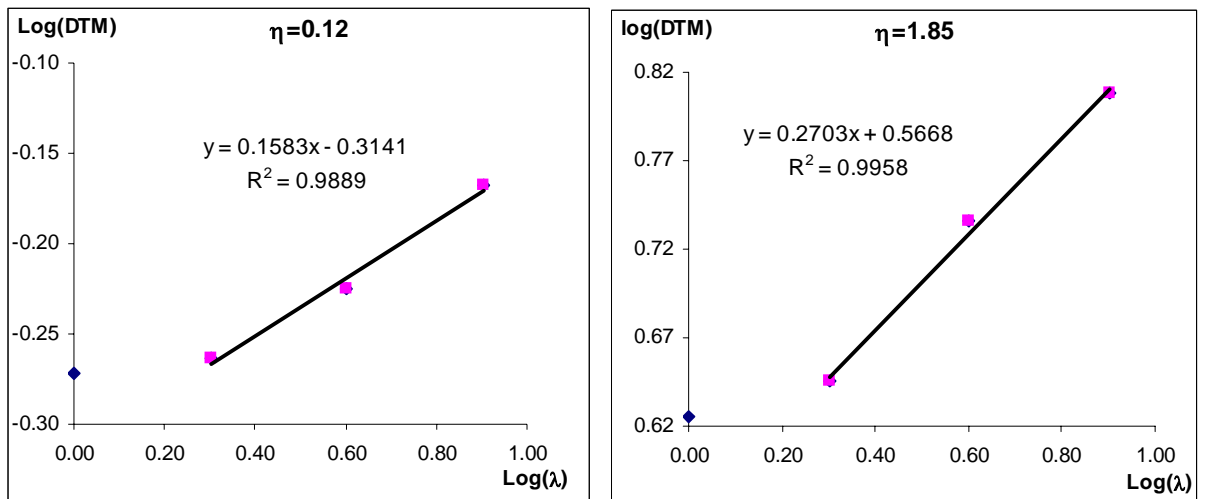 Log(DTM)
η=0.12
-0.10
-0.15
-0.20
-0.25
-0.30
y = 0.1583x - 0.3141
R² = 0.9889
0.00 0.20 0.40 0.60 0.80 1.00
Log(λ)
log(DTM)
η=1.85
0.82
0.77
0.72
0.67
0.62
y = 0.2703x + 0.5668
R² = 0.9958
0.00 0.20 0.40 0.60 0.80 1.00
Log(λ)